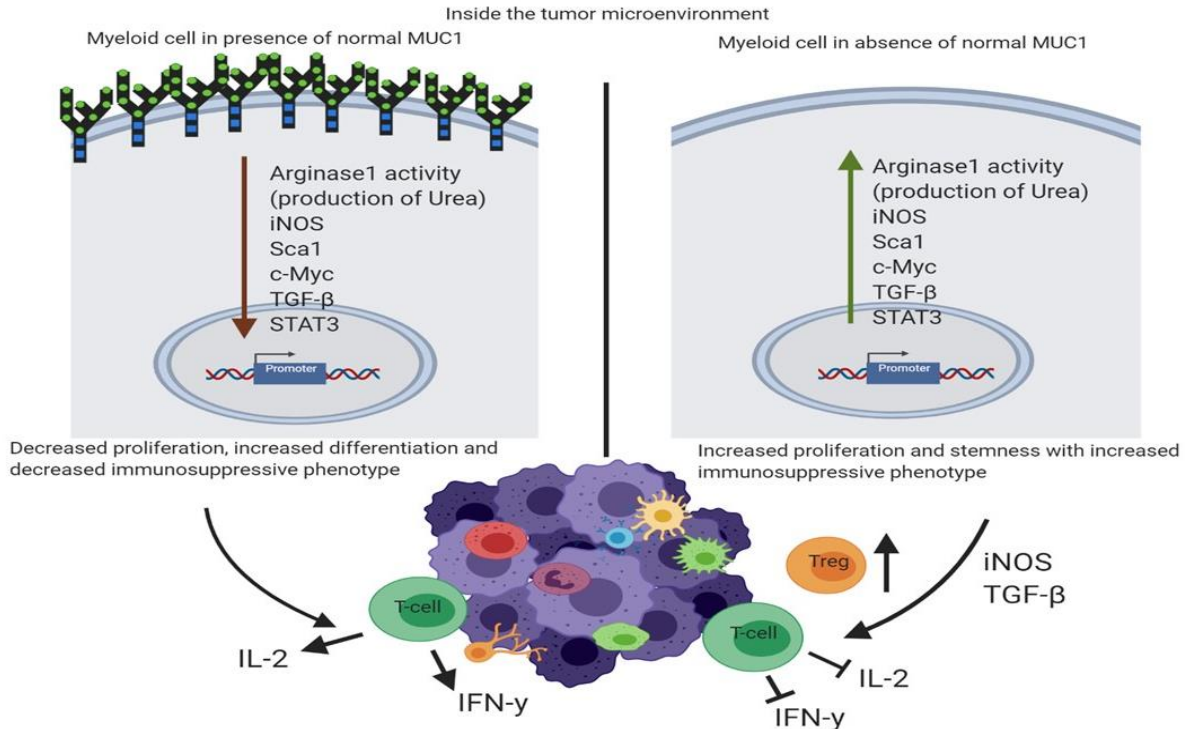 Inside the tumor microenvironment
Myeloid cell in presence of normal MUC1
Arginase1 activity
(production of Urea)
iNOS
Sca1
c-Myc
TGF-β
STAT3
Promoter
Decreased proliferation, increased differentiation and
decreased immunosuppressive phenotype
Myeloid cell in absence of normal MUC1
Arginase1 activity
(production of Urea)
iNOS
Sca1
c-Myc
TGF-β
STAT3
Promoter
Increased proliferation and stemness with increased
immunosuppressive phenotype
T-cell
IL-2
IFN-y
Treg
iNOS
TGF-β
T-cell
IL-2
IFN-y